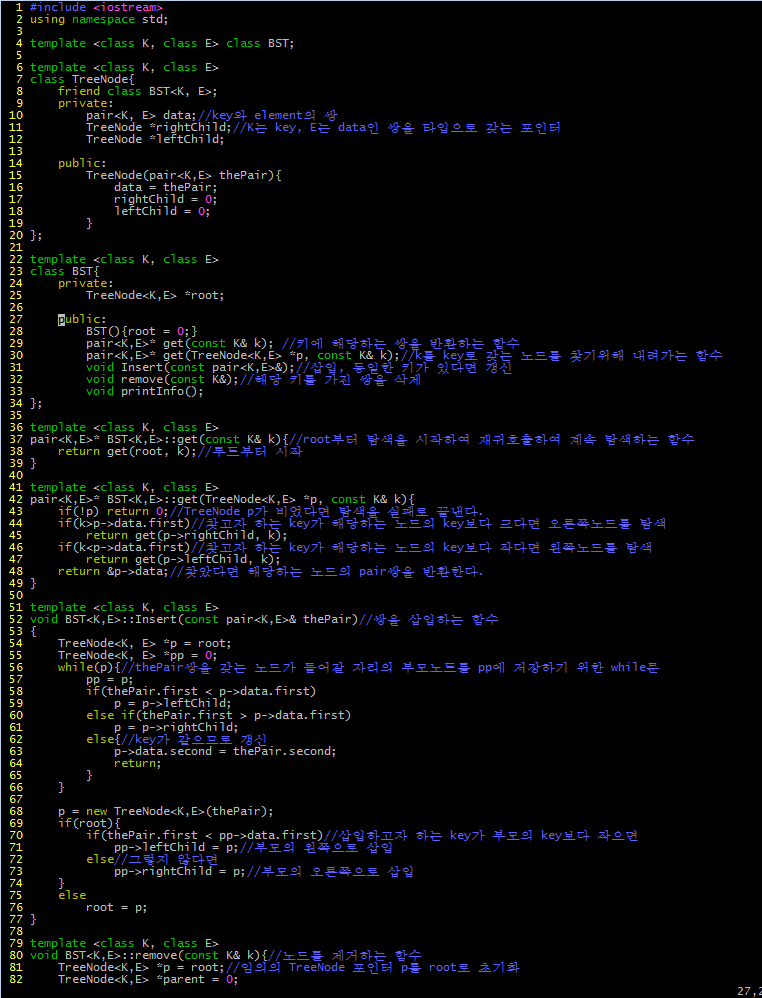 1 #include <iostream>
2 using namespace std;
3
4 template <class K, class E> class BST;
5
6 template <class K, class E>
7 class TreeNode{
8     friend class BST<K, E>;
9     private:
10         pair<K, E> data;//key와 element의 쌍
11         TreeNode *rightChild;//K는 key, E는 data인 쌍을 타입으로 갖는 포인터
12         TreeNode *leftChild;
13
14     public:
15         TreeNode(pair<K,E> thePair){
16             data = thePair;
17             rightChild = 0;
18             leftChild = 0;
19         }
20 };
21
22 template <class K, class E>
23 class BST{
24     private:
25         TreeNode<K,E> *root;
26
27     public:
28         BST(){root = 0;}
29         pair<K,E>* get(const K& k); //키에 해당하는 쌍을 반환하는 함수
30         pair<K,E>* get(TreeNode<K,E> *p, const K& k);//k를 key로 갖는 노드를 찾기위해 내려가는 함수
31         void Insert(const pair<K,E>&);//삽입, 동일한 키가 있다면 갱신
32         void remove(const K&);//해당 키를 가진 쌍을 삭제
33         void printInfo();
34 };
35
36 template <class K, class E>
37 pair<K,E>* BST<K,E>::get(const K& k){//root부터 탐색을 시작하여 재귀호출하여 계속 탐색하는 함수
38     return get(root, k);//루트부터 시작
39 }
40
41 template <class K, class E>
42 pair<K,E>* BST<K,E>::get(TreeNode<K,E> *p, const K& k){
43     if(!p) return 0;//TreeNode p가 비었다면 탐색을 실패로 끝낸다.
44     if(k>p->data.first)//찾고자 하는 key가 해당하는 노드의 key보다 크다면 오른쪽노드를 탐색
45         return get(p->rightChild, k);
46     if(k<p->data.first)//찾고자 하는 key가 해당하는 노드의 key보다 작다면 왼쪽노드를 탐색
47         return get(p->leftChild, k);
48     return &p->data;//찾았다면 해당하는 노드의 pair쌍을 반환한다.
49 }
50
51 template <class K, class E>
52 void BST<K,E>::Insert(const pair<K,E>& thePair)//쌍을 삽입하는 함수
53 {
54     TreeNode<K, E> *p = root;
55     TreeNode<K, E> *pp = 0;
56     while(p){//thePair쌍을 갖는 노드가 들어갈 자리의 부모노드를 pp에 저장하기 위한 while문
57         pp = p;
58         if(thePair.first < p->data.first)
59             p = p->leftChild;
60         else if(thePair.first > p->data.first)
61             p = p->rightChild;
62         else{//key가 같으므로 갱신
63             p->data.second = thePair.second;
64             return;
65         }
66     }
67
68     p = new TreeNode<K,E>(thePair);
69     if(root){
70         if(thePair.first < pp->data.first)//삽입하고자 하는 key가 부모의 key보다 작으면
71             pp->leftChild = p;//부모의 왼쪽으로 삽입
72         else//그렇지 않다면
73             pp->rightChild = p;//부모의 오른쪽으로 삽입
74     }
75     else
76         root = p;
77 }
78
79 template <class K, class E>
80 void BST<K,E>::remove(const K& k){//노드를 제거하는 함수
81     TreeNode<K,E> *p = root;//임의의 TreeNode 포인터 p를 root로 초기화
82     TreeNode<K,E> *parent = 0;
27,2